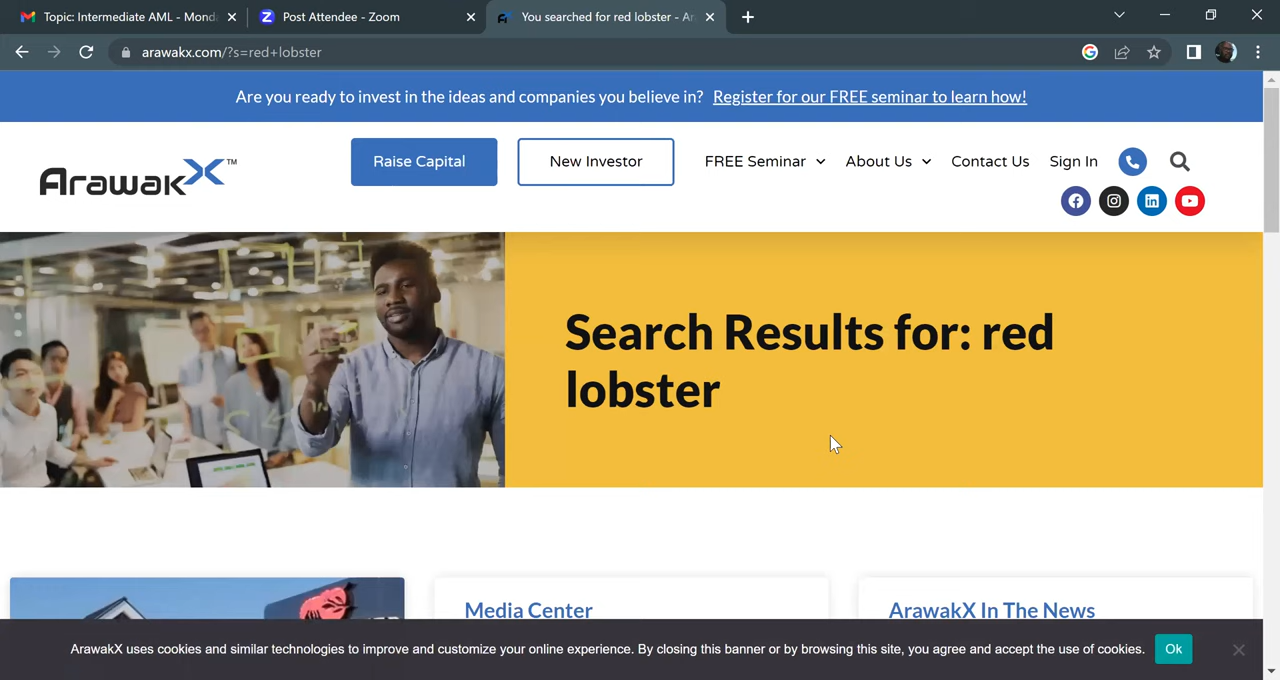 Topic: Intermediate AML - Mond
Post Attendee - Zoom
You searched for red lobster - Ar
arawakx.com/?s=red+lobster
Are you ready to invest in the ideas and companies you believe in? Register for our FREE seminar to learn how!
ArawakX™
Raise Capital
New Investor
FREE Seminar
About Us
Contact Us
Sign In
Search Results for: red
lobster
Media Center
ArawakX In The News
ArawakX uses cookies and similar technologies to improve and customize your online experience. By closing this banner or by browsing this site, you agree and accept the use of cookies.
Ok